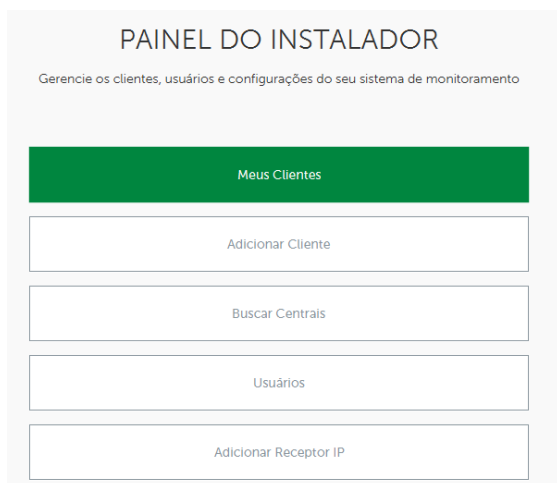 PAINEL DO INSTALADOR
Gerencie os clientes, usuários e configurações do seu sistema de monitoramento
Meus Clientes
Adicionar Cliente
Buscar Centrais
Usuários
Adicionar Receptor IP